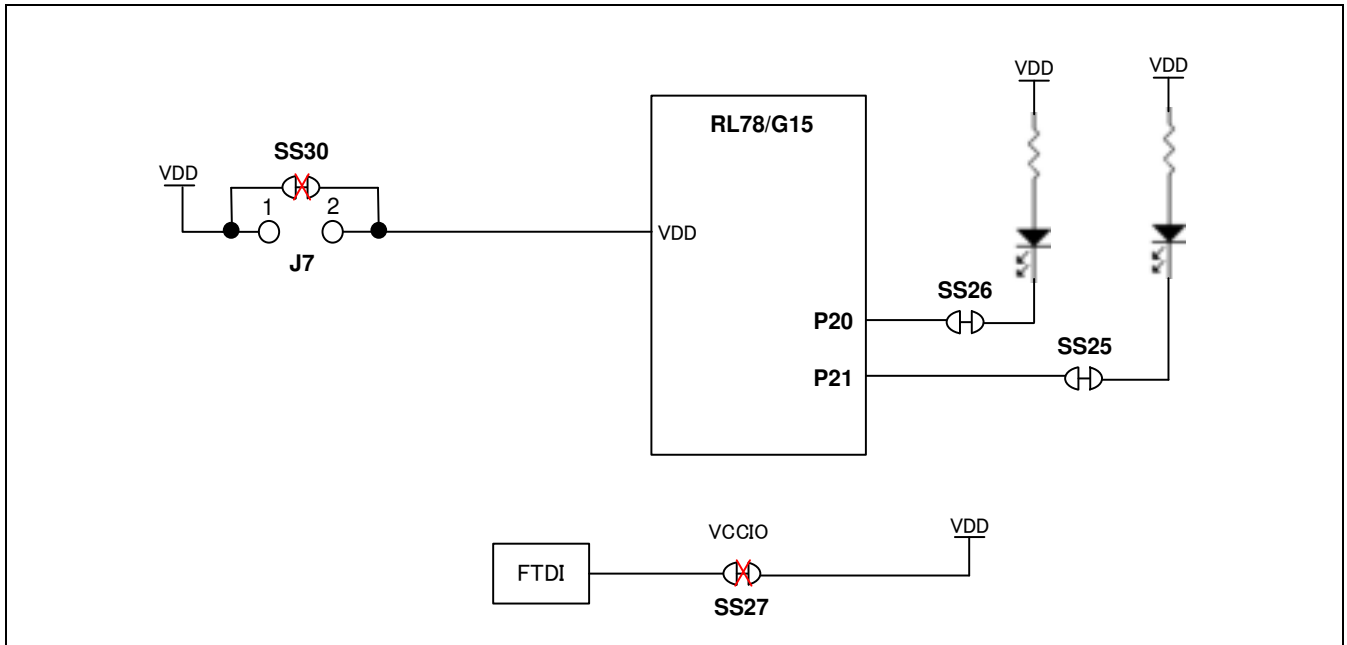 VDD
VDD
RL78/G15
SS30
VDD
1
2
VDD
J7
SS26
P20
SS25
P21
VCCIO
VDD
FTDI
SS27